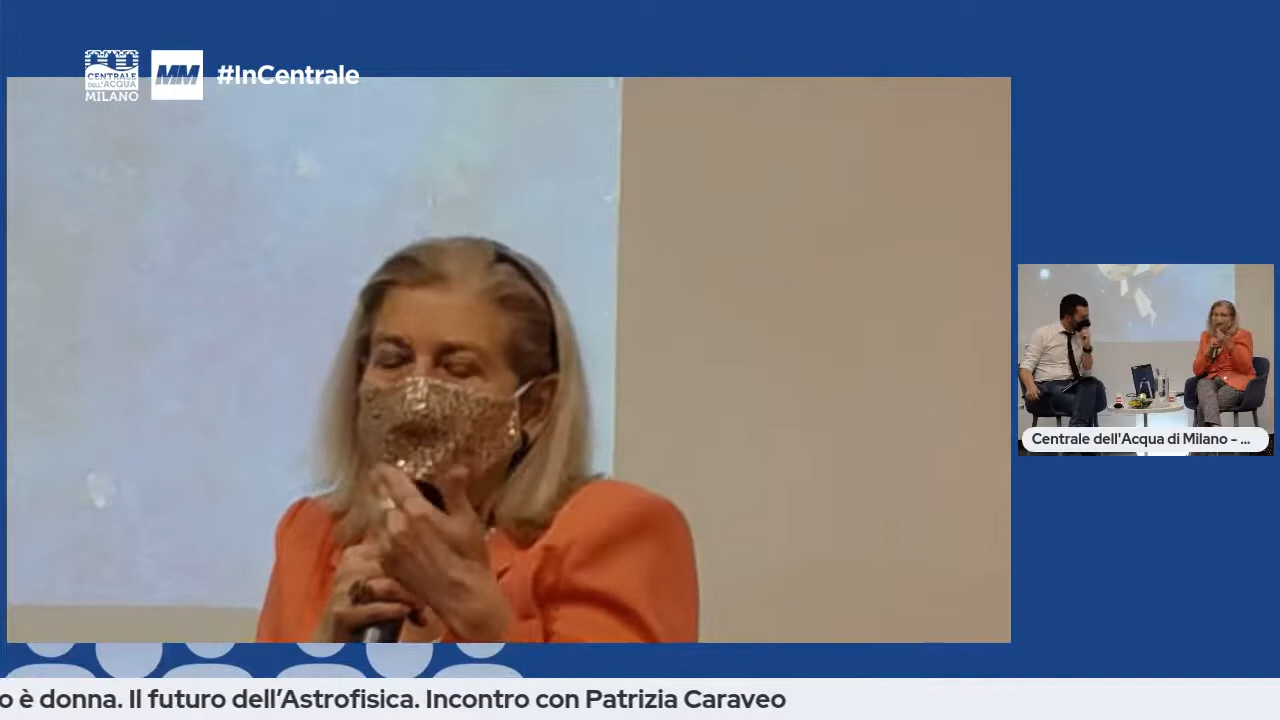 CENTRALE
DELL'ACQUA
MILANO
MM
#InCentrale
Centrale dell'Acqua di Milano - ...
o è donna. Il futuro dell’Astrofisica. Incontro con Patrizia Caraveo